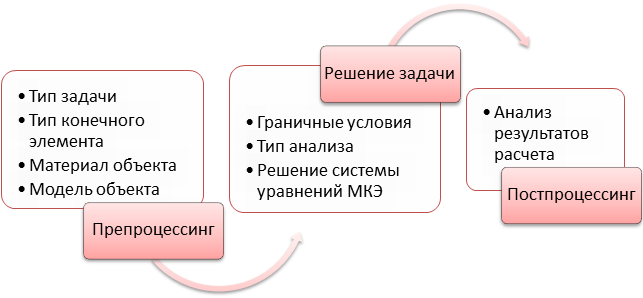 • Тип задачи
• Тип конечного
элемента
• Материал объекта
• Модель объекта
Препроцессинг
Решение задачи
• Граничные условия
• Тип анализа
• Решение системы
уравнений МКЭ
• Анализ
результатов
расчета
Постпроцессинг